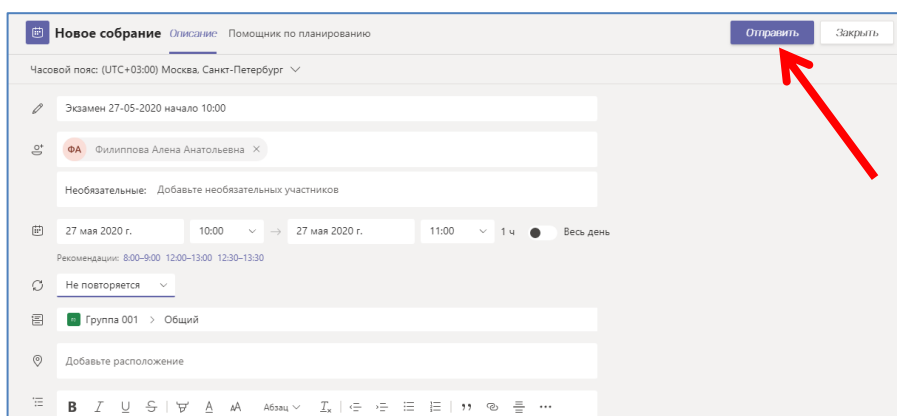 Новое собрание Описание Помощник по планированию Отправить Закрыть
Часовой пояс: (UTC+03:00) Москва, Санкт-Петербург
Экзамен 27-05-2020 начало 10:00
ФА Филиппова Алена Анатольевна ×
Необязательные: Добавьте необязательных участников
27 мая 2020 г. 10:00 → 27 мая 2020 г. 11:00 1 ч Весь день
Рекомендации: 8:00–9:00 12:00–13:00 12:30–13:30
Не повторяется
Группа 001 > Общий
Добавьте расположение
B I U S A AA Абзац Ix